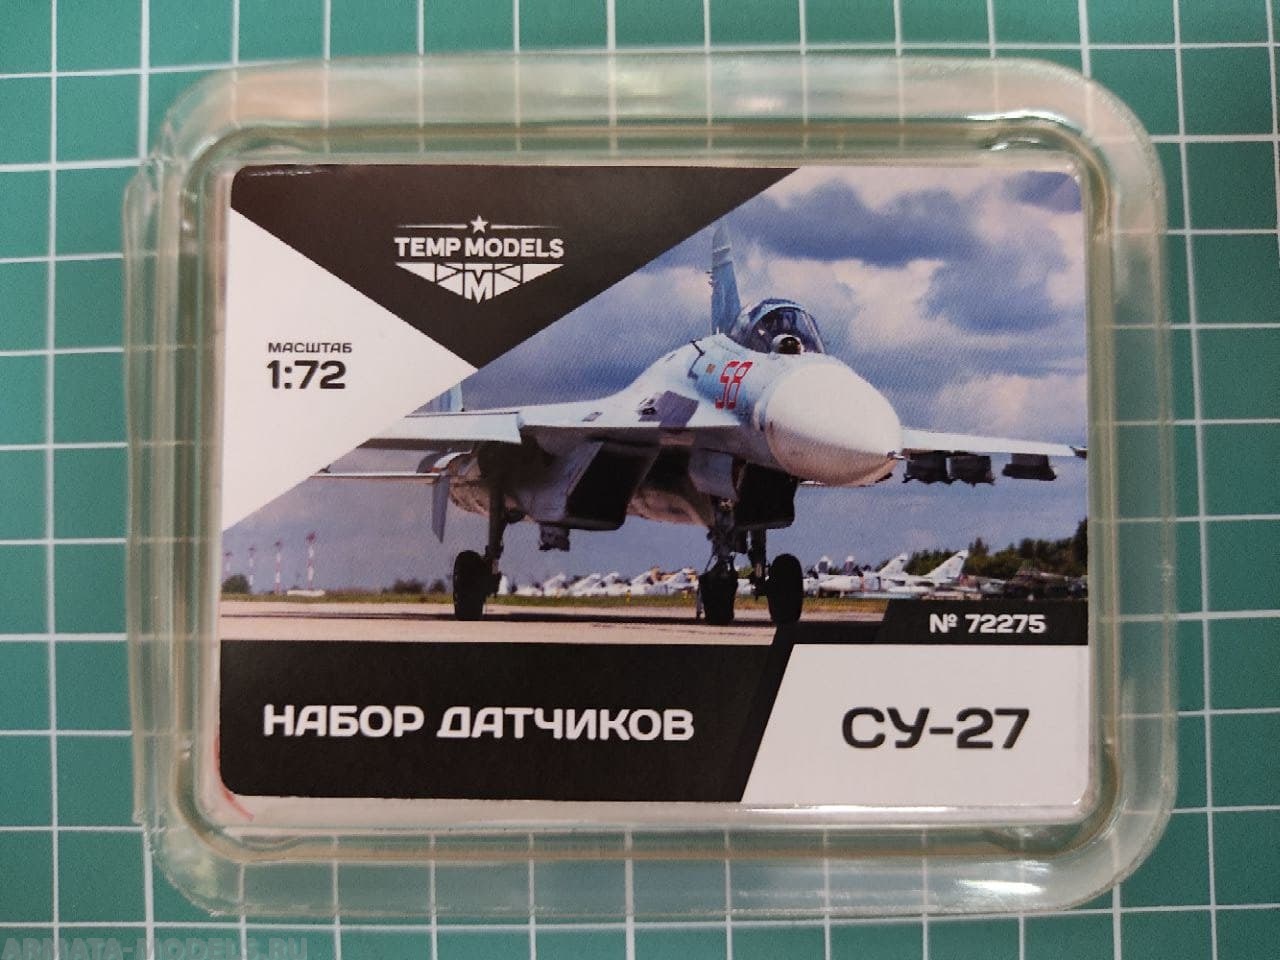 TEMP MODELS
M
МАСШТАБ
1:72
58
№ 72275
НАБОР ДАТЧИКОВ
СУ-27
ARMATA-MODELS.RU